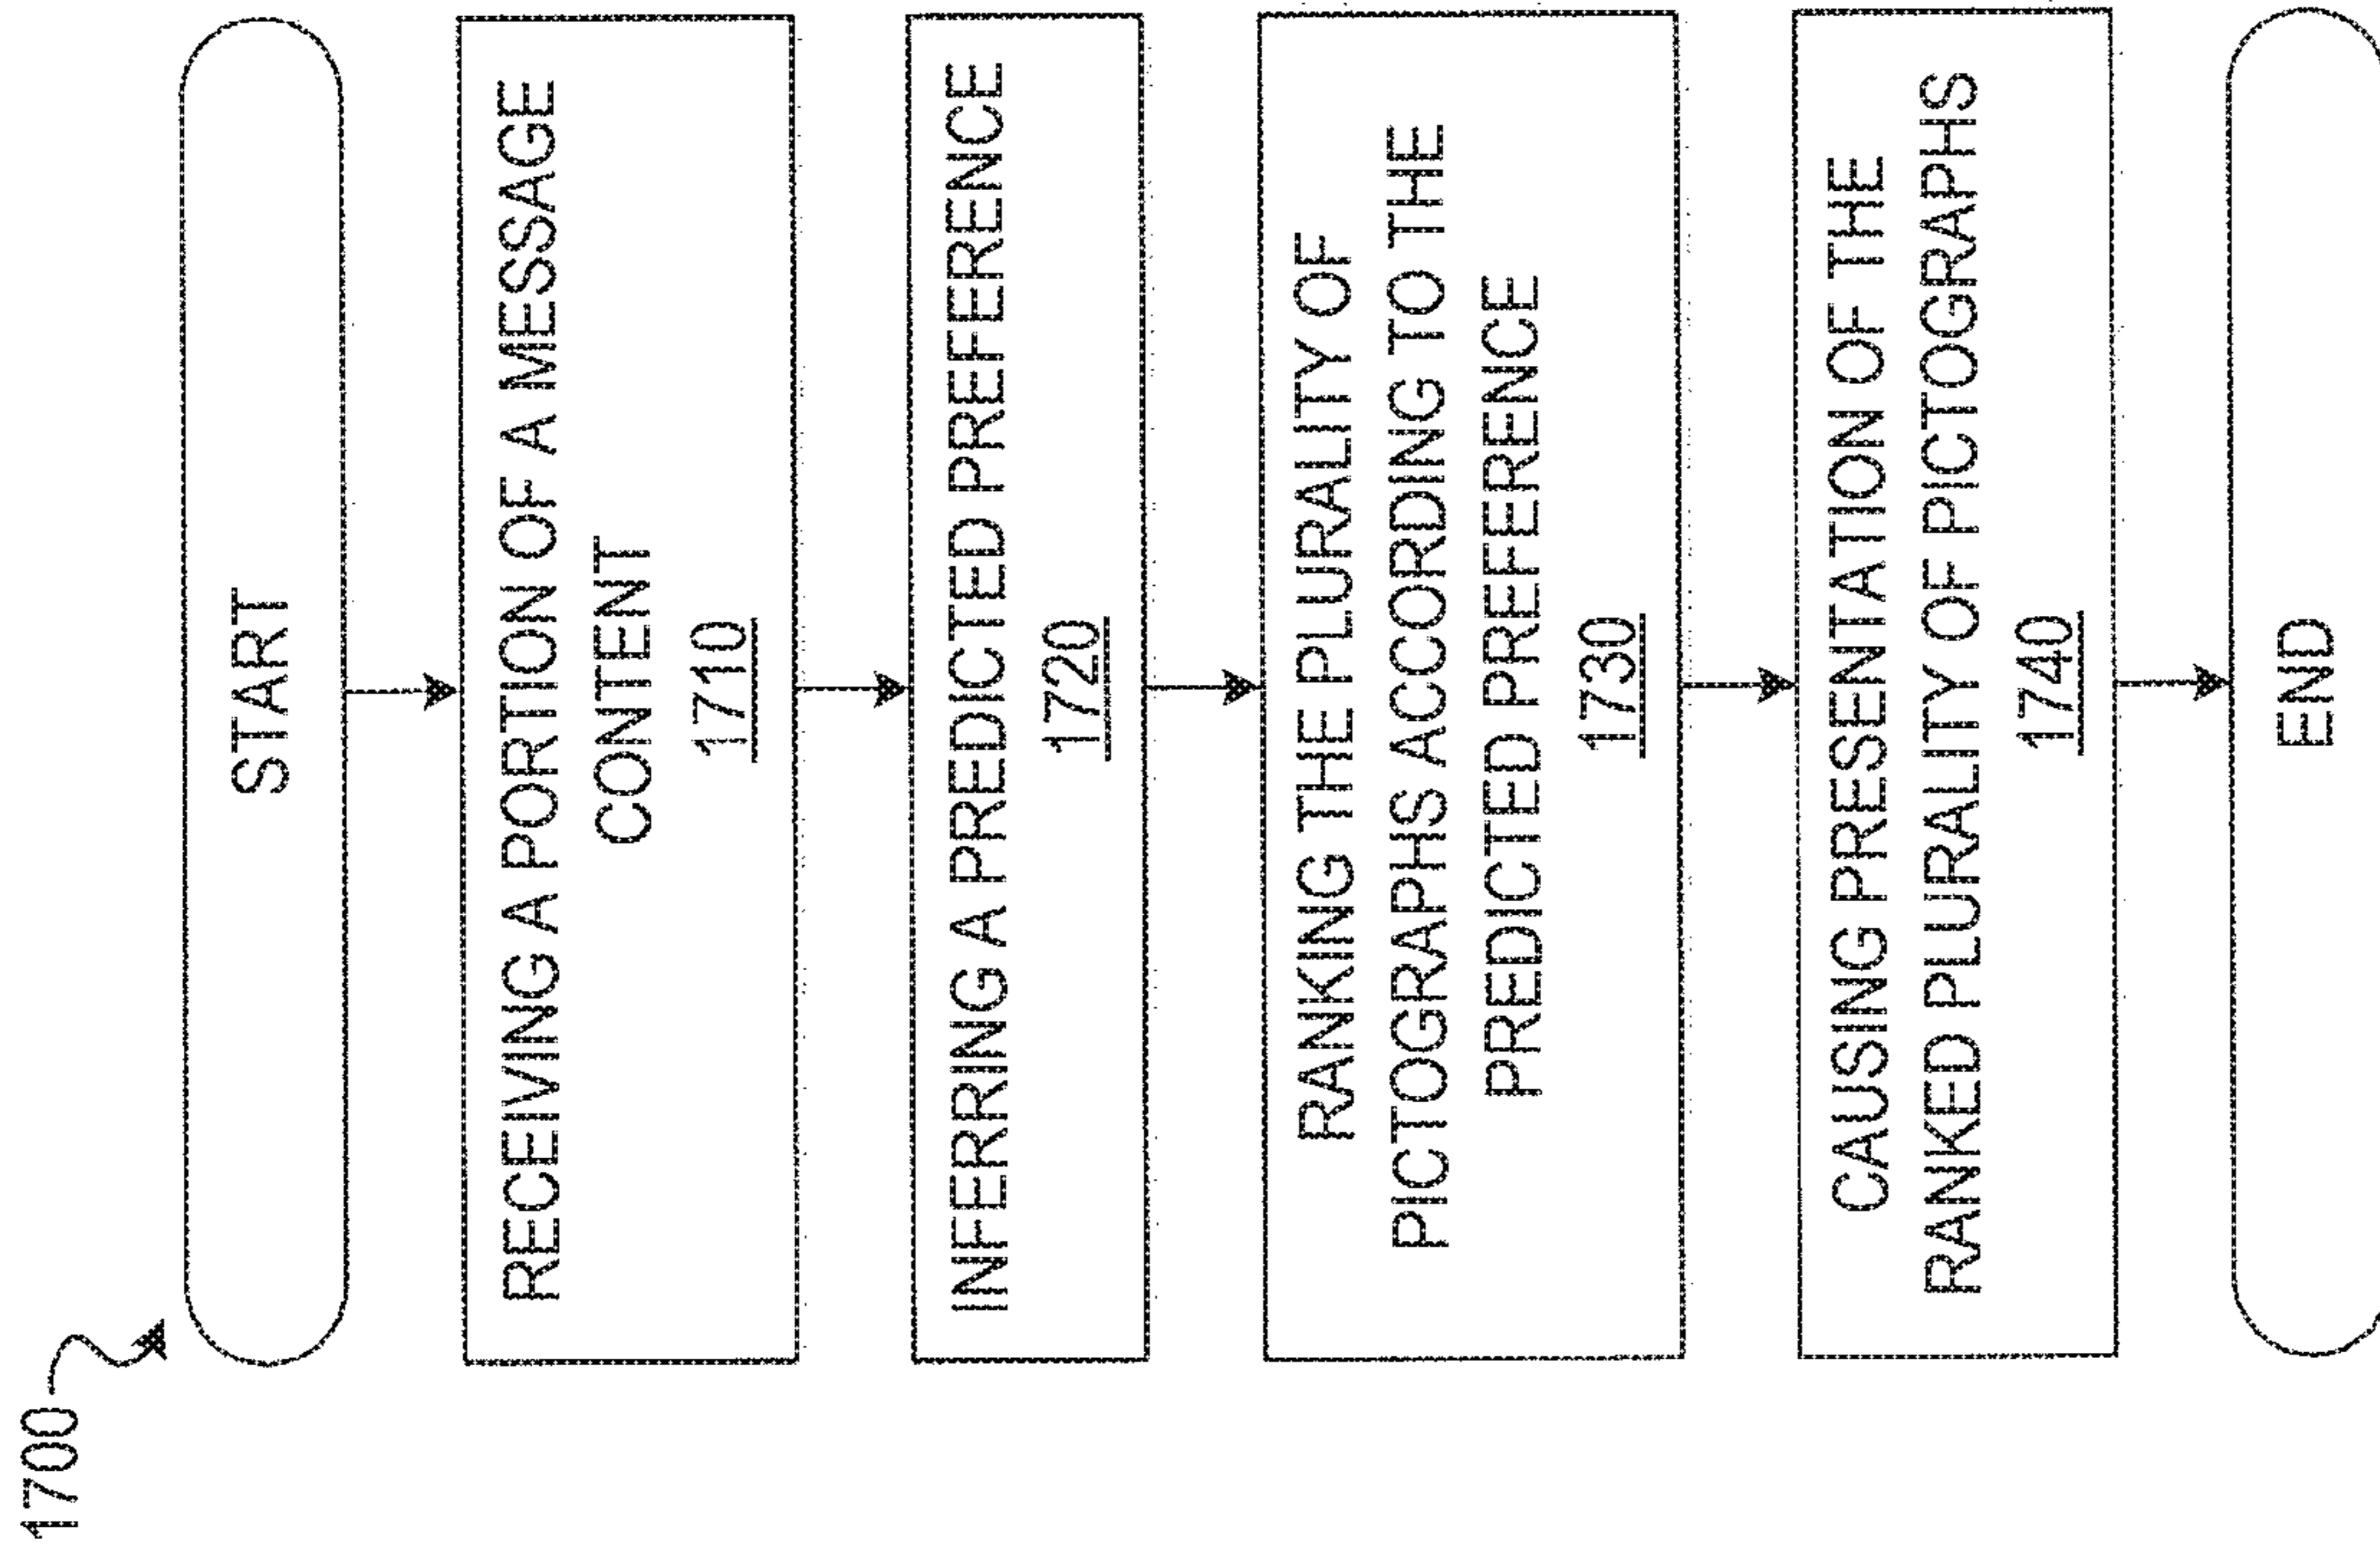 1700
START
RECEIVING A PORTION OF A MESSAGE
CONTENT
1710
INFERRING A PREDICTED PREFERENCE
1720
RANKING THE PLURALITY OF
PICTOGRAPHS ACCORDING TO THE
PREDICTED PREFERENCE
1730
CAUSING PRESENTATION OF THE
RANKED PLURALITY OF PICTOGRAPHS
1740
END